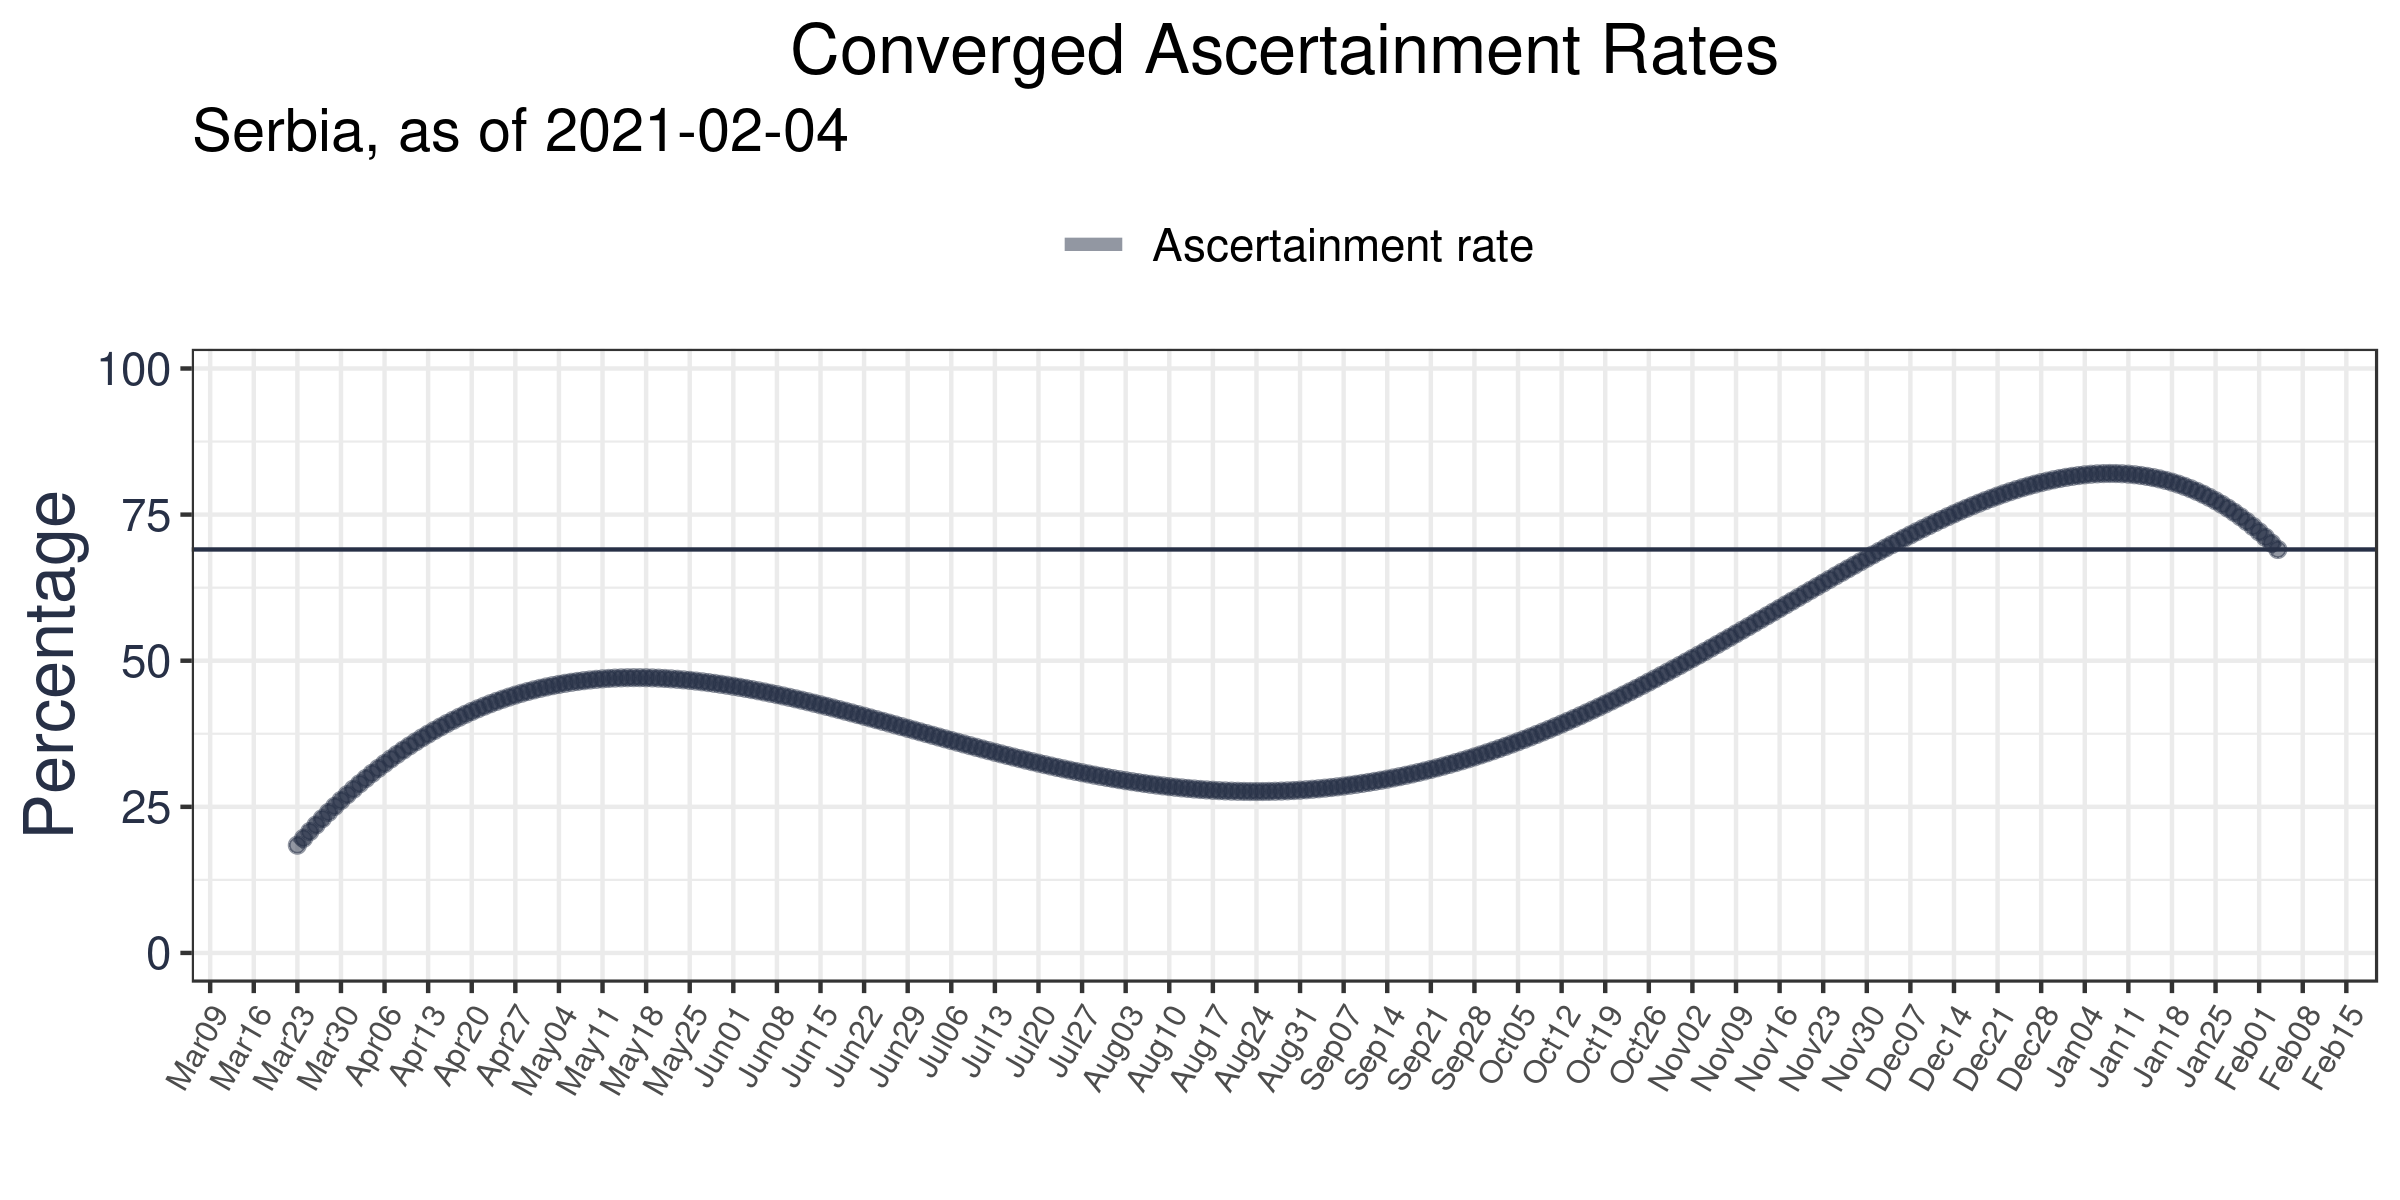 Converged Ascertainment Rates
Serbia, as of 2021-02-04
Ascertainment rate
Percentage
100
75
50
25
0
Mar09
Mar16
Mar23
Mar30
Apr06
Apr13
Apr20
Apr27
May04
May11
May18
May25
Jun01
Jun08
Jun15
Jun22
Jun29
Jul06
Jul13
Jul20
Jul27
Aug03
Aug10
Aug17
Aug24
Aug31
Sep07
Sep14
Sep21
Sep28
Oct05
Oct12
Oct19
Oct26
Nov02
Nov09
Nov16
Nov23
Nov30
Dec07
Dec14
Dec21
Dec28
Jan04
Jan11
Jan18
Jan25
Feb01
Feb08
Feb15